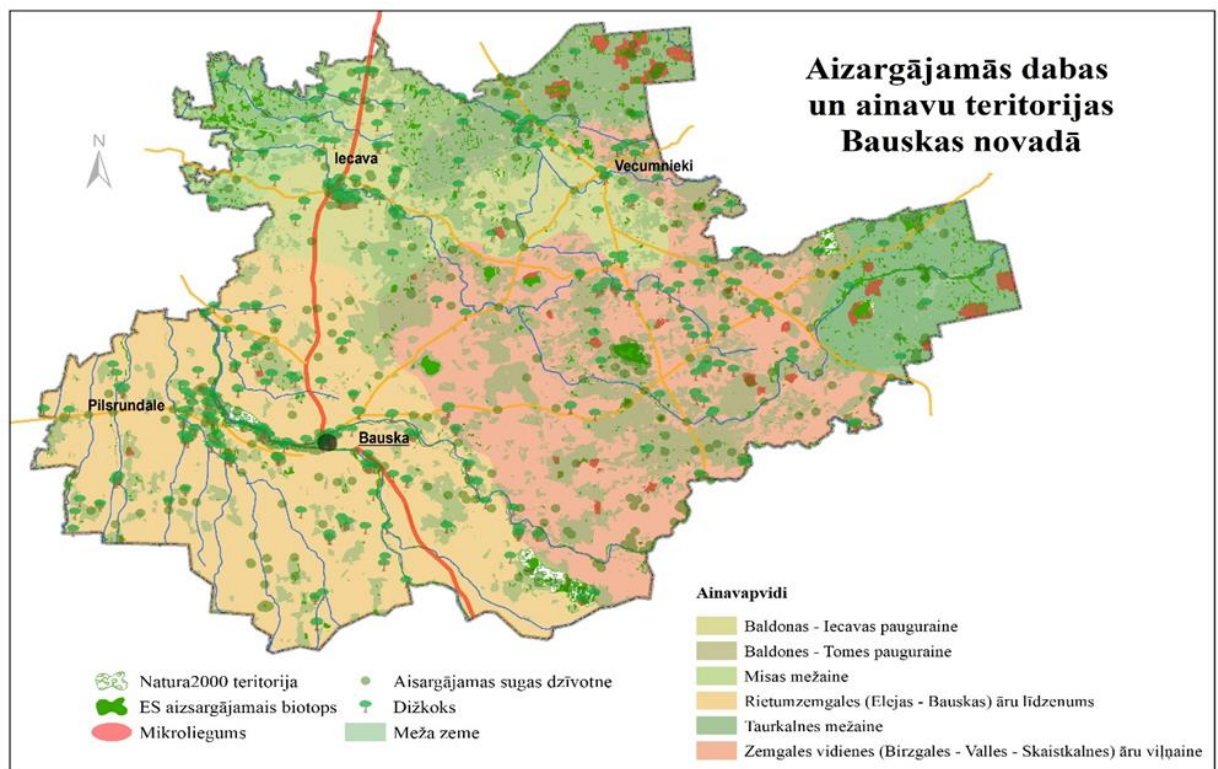 Aizargājamās dabas
un ainavu teritorijas
Bauskas novadā
N
Iecava
Vecumnieki
Pilsrundāle
Bauska
Natura2000 teritorija
ES aizsargājamais biotops
Mikroliegums
Aisargājamas sugas dzīvotne
Dižkoks
Meža zeme
Ainavapvidi
Baldonas - Iecavas pauguraine
Baldones - Tomes pauguraine
Misas mežaine
Rietumzemgales (Elejas - Bauskas) āru līdzenums
Taurkalnes mežaine
Zemgales vidienes (Birzgales - Valles - Skaistkalnes) āru viļņaine